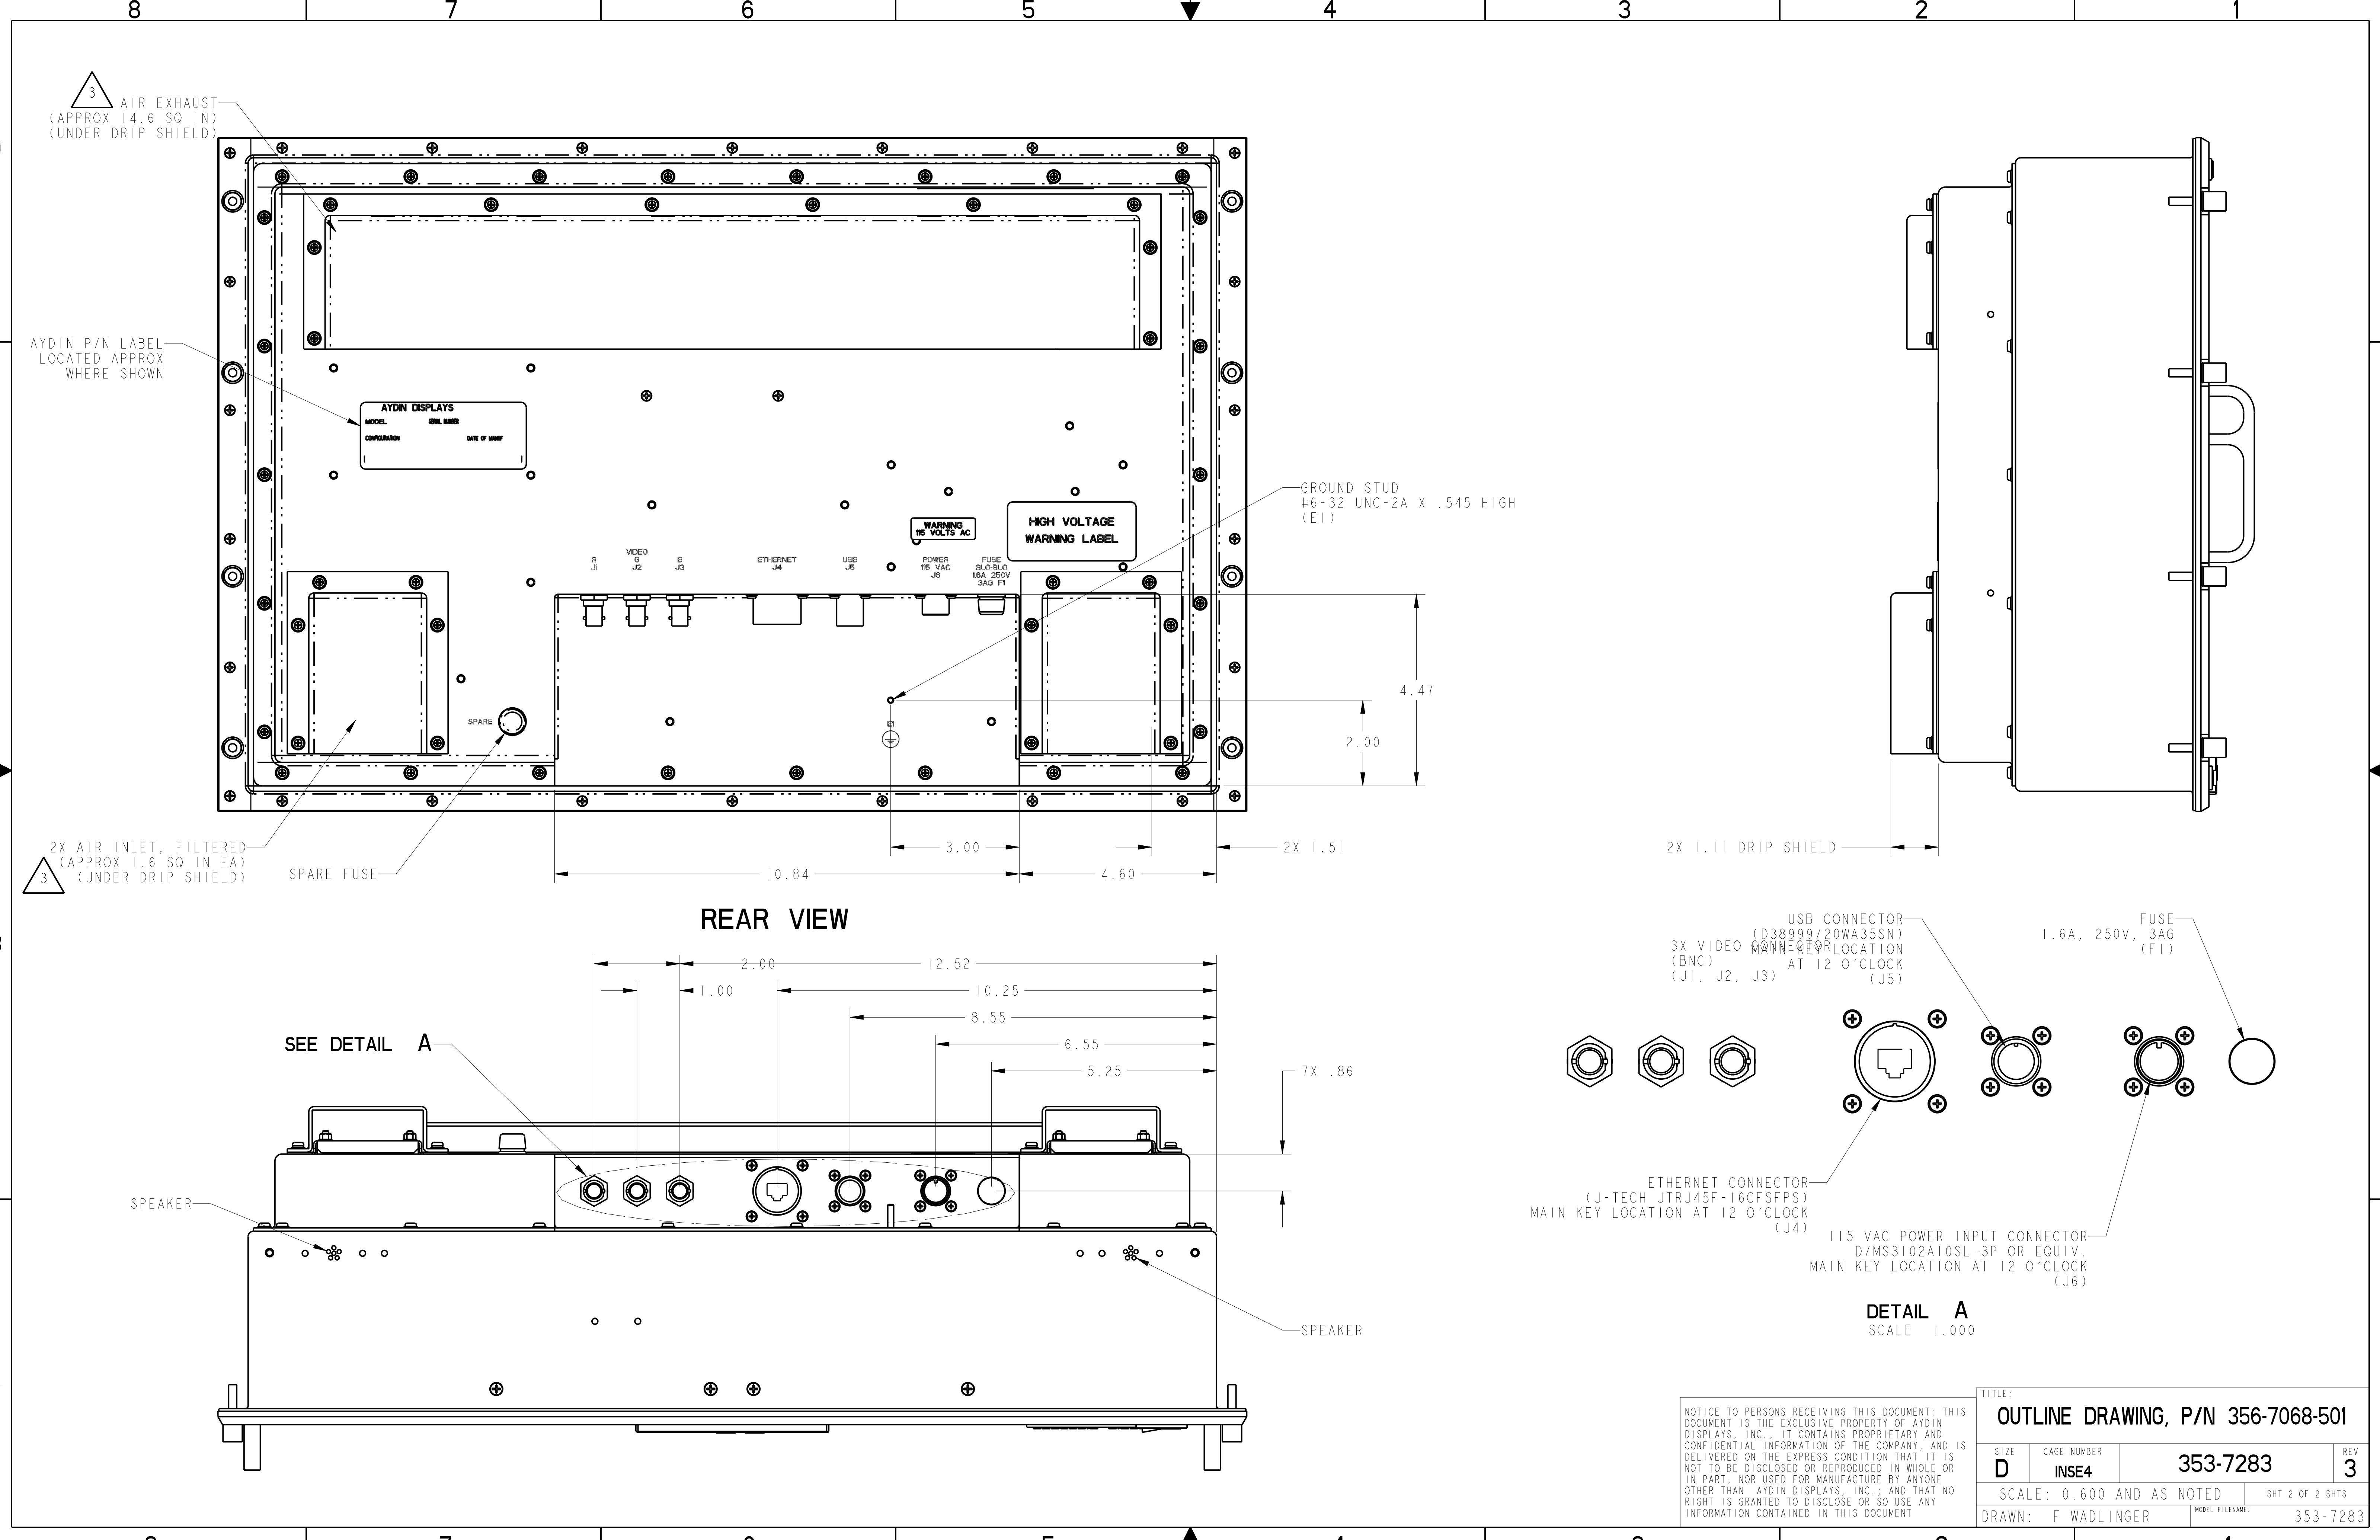 8 7 6 5 4 3 2 1
3
AIR EXHAUST
(APPROX 14.6 SQ IN)
(UNDER DRIP SHIELD)
AYDIN P/N LABEL
LOCATED APPROX
WHERE SHOWN
AYDIN DISPLAYS
MODEL SERIAL NUMBER
CONFIGURATION DATE OF MANUF
GROUND STUD
#6-32 UNC-2A X .545 HIGH
(E1)
WARNING
115 VOLTS AC
HIGH VOLTAGE
WARNING LABEL
VIDEO
R
J1
G
J2
B
J3
ETHERNET
J4
USB
J5
POWER
115 VAC
J6
FUSE
SLO-BLO
1.6A 250V
3AG F1
SPARE
E1
4.47
2.00
2X AIR INLET, FILTERED
(APPROX 1.6 SQ IN EA)
(UNDER DRIP SHIELD)
3
SPARE FUSE
3.00
2X 1.51
10.84
4.60
2X 1.11 DRIP SHIELD
REAR VIEW
2.00
12.52
1.00
10.25
8.55
6.55
5.25
7X .86
SEE DETAIL A
SPEAKER
SPEAKER
3X VIDEO CONNECTOR
(BNC)
(J1, J2, J3)
USB CONNECTOR
(D38999/20WA35SN)
MAIN KEY LOCATION
AT 12 O'CLOCK
(J5)
FUSE
1.6A, 250V, 3AG
(F1)
ETHERNET CONNECTOR
(J-TECH JTRJ45F-16CFSFPS)
MAIN KEY LOCATION AT 12 O'CLOCK
(J4)
115 VAC POWER INPUT CONNECTOR
D/MS3102A10SL-3P OR EQUIV.
MAIN KEY LOCATION AT 12 O'CLOCK
(J6)
DETAIL A
SCALE 1.000
NOTICE TO PERSONS RECEIVING THIS DOCUMENT: THIS
DOCUMENT IS THE EXCLUSIVE PROPERTY OF AYDIN
DISPLAYS, INC., IT CONTAINS PROPRIETARY AND
CONFIDENTIAL INFORMATION OF THE COMPANY, AND IS
DELIVERED ON THE EXPRESS CONDITION THAT IT IS
NOT TO BE DISCLOSED OR REPRODUCED IN WHOLE OR
IN PART, NOR USED FOR MANUFACTURE BY ANYONE
OTHER THAN AYDIN DISPLAYS, INC.; AND THAT NO
RIGHT IS GRANTED TO DISCLOSE OR SO USE ANY
INFORMATION CONTAINED IN THIS DOCUMENT
TITLE:
OUTLINE DRAWING, P/N 356-7068-501
SIZE
D
CAGE NUMBER
INSE4
353-7283
REV
3
SCALE: 0.600 AND AS NOTED
SHT 2 OF 2 SHTS
DRAWN: F WADLINGER
MODEL FILENAME:
353-7283